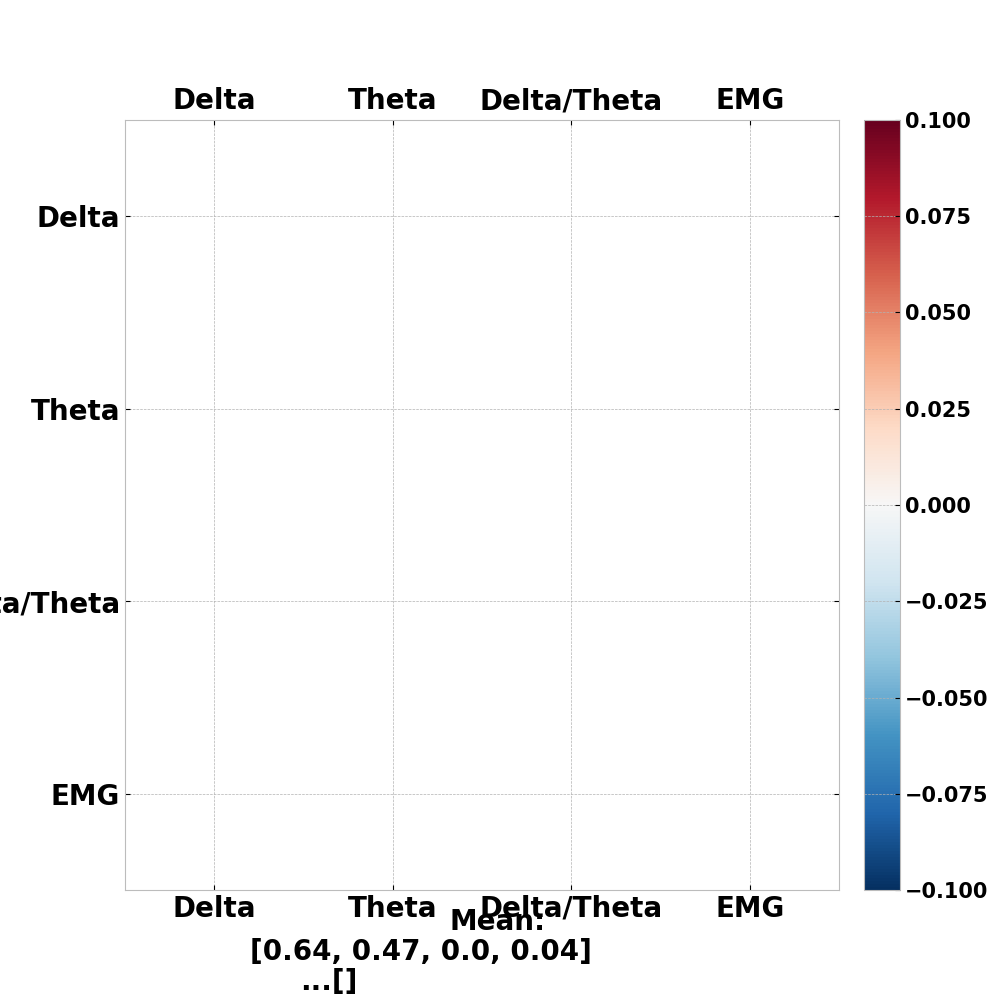 Delta Theta Delta/Theta EMG
0.100
Delta
0.075
0.050
Theta
0.025
0.000
ta/Theta
−0.025
−0.050
EMG
−0.075
−0.100
Delta Theta Delta/Theta EMG
Mean:
[0.64, 0.47, 0.0, 0.04]
...[]